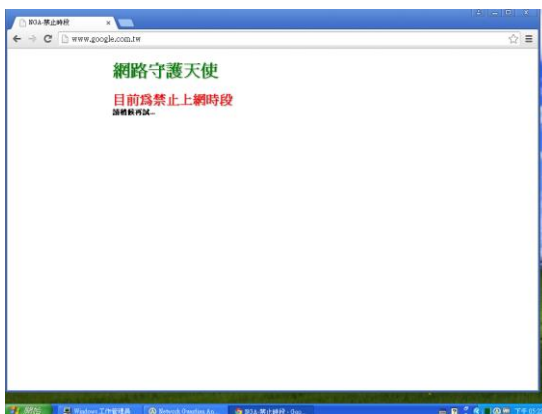 NGA-禁止時段
www.google.com.tw
網路守護天使
目前為禁止上網時段
請稍候再試...
開始
Windows 工作管理員
Network Guardian An...
NGA-禁止時段 - Goo...